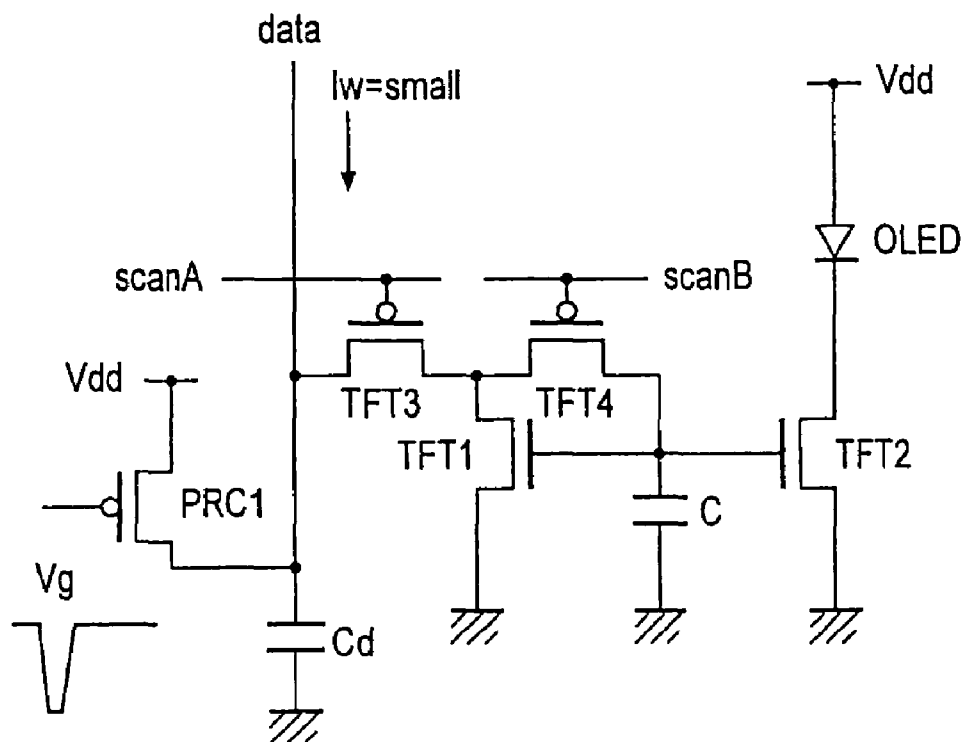 data
Iw=small
Vdd
OLED
scanA
scanB
Vdd
TFT3
TFT4
TFT1
TFT2
PRC1
C
Vg
Cd